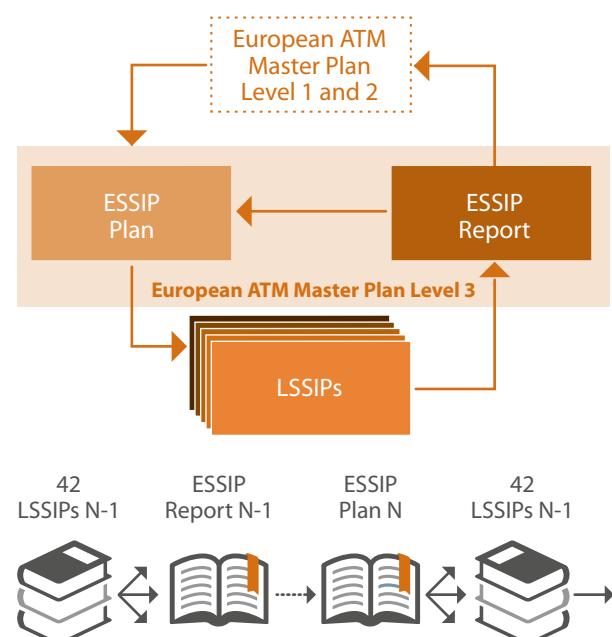 European ATM
Master Plan
Level 1 and 2
ESSIP
Plan
ESSIP
Report
European ATM Master Plan Level 3
LSSIPs
42
LSSIPs N-1
ESSIP
Report N-1
ESSIP
Plan N
42
LSSIPs N-1